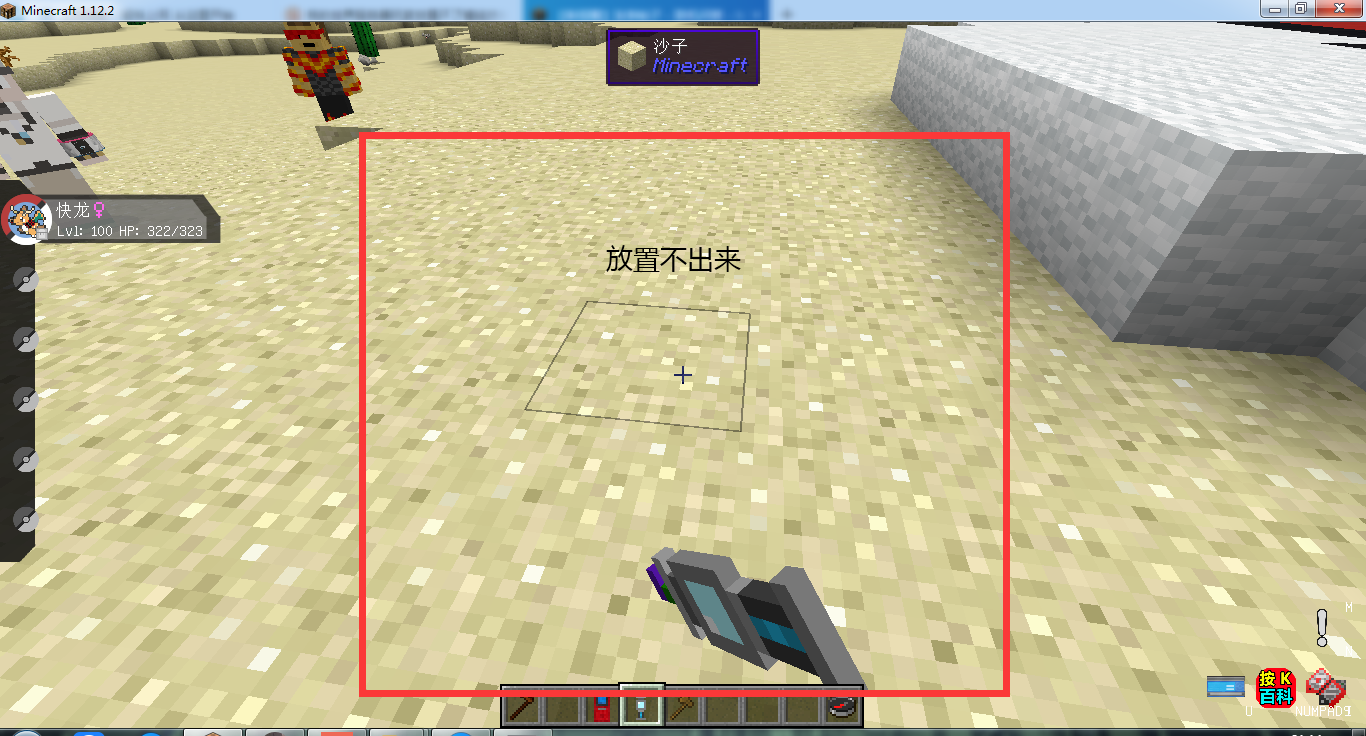 Minecraft 1.12.2
沙子
Minecraft
快龙♀
Lvl: 100 HP: 322/323
放置不出来
M
按 K
百科
U
NUMPAD9